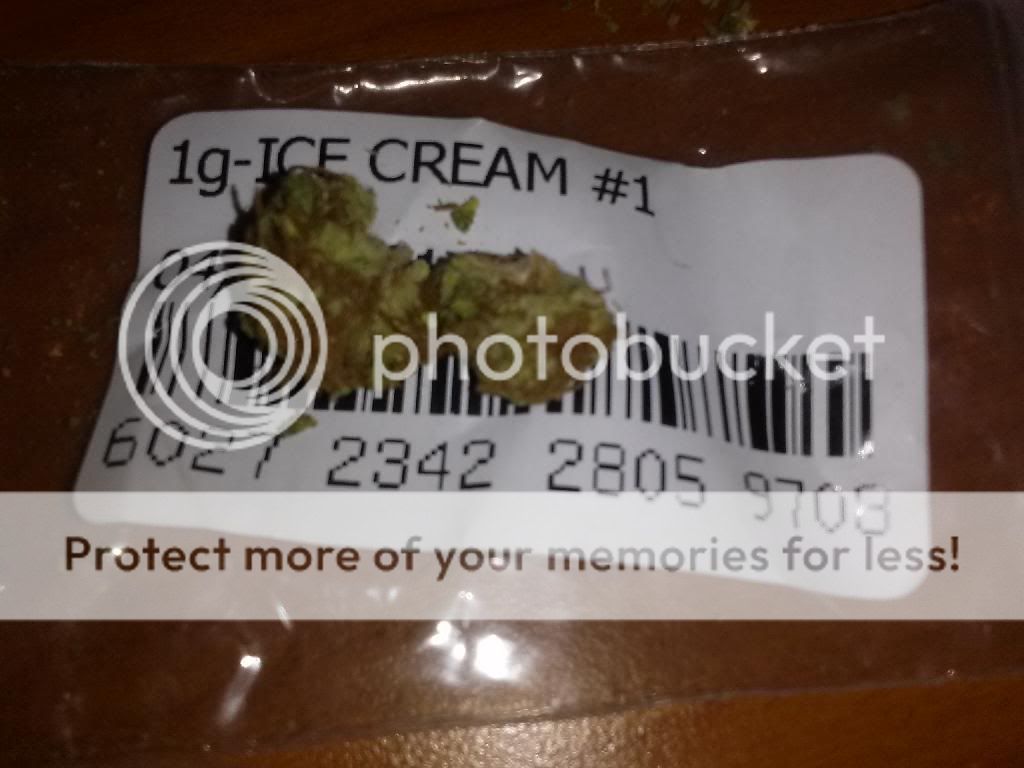 1g-ICE CREAM #1
photobucket
6027 2342 2805 9708
Protect more of your memories for less!